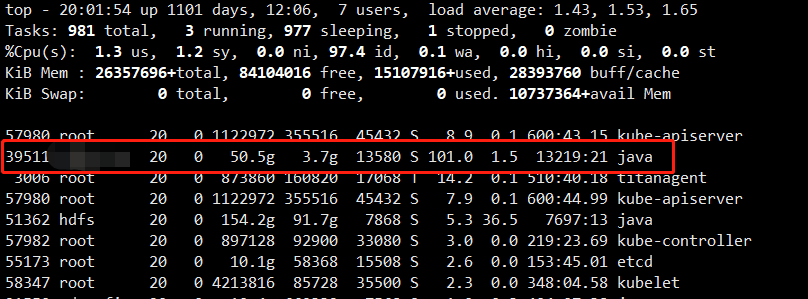 top - 20:01:54 up 1101 days, 12:06, 7 users, load average: 1.43, 1.53, 1.65
Tasks: 981 total, 3 running, 977 sleeping, 1 stopped, 0 zombie
%Cpu(s): 1.3 us, 1.2 sy, 0.0 ni, 97.4 id, 0.1 wa, 0.0 hi, 0.0 si, 0.0 st
KiB Mem : 26357696+total, 84104016 free, 15107916+used, 28393760 buff/cache
KiB Swap: 0 total, 0 free, 0 used. 10737364+avail Mem
57980 root 20 0 1122972 355516 45432 S 8.9 0.1 600:43.15 kube-apiserver
39511 20 0 50.5g 3.7g 13580 S 101.0 1.5 13219:21 java
3006 root 20 0 873860 160820 17068 T 14.2 0.1 510:40.18 titanagent
57980 root 20 0 1122972 355516 45432 S 7.9 0.1 600:44.99 kube-apiserver
51362 hdfs 20 0 154.2g 91.7g 7868 S 5.3 36.5 7697:13 java
57982 root 20 0 897128 92900 33080 S 3.0 0.0 219:23.69 kube-controller
55173 root 20 0 10.1g 58368 15508 S 2.6 0.0 153:45.01 etcd
58347 root 20 0 4213816 85728 35500 S 2.3 0.0 348:04.58 kubelet